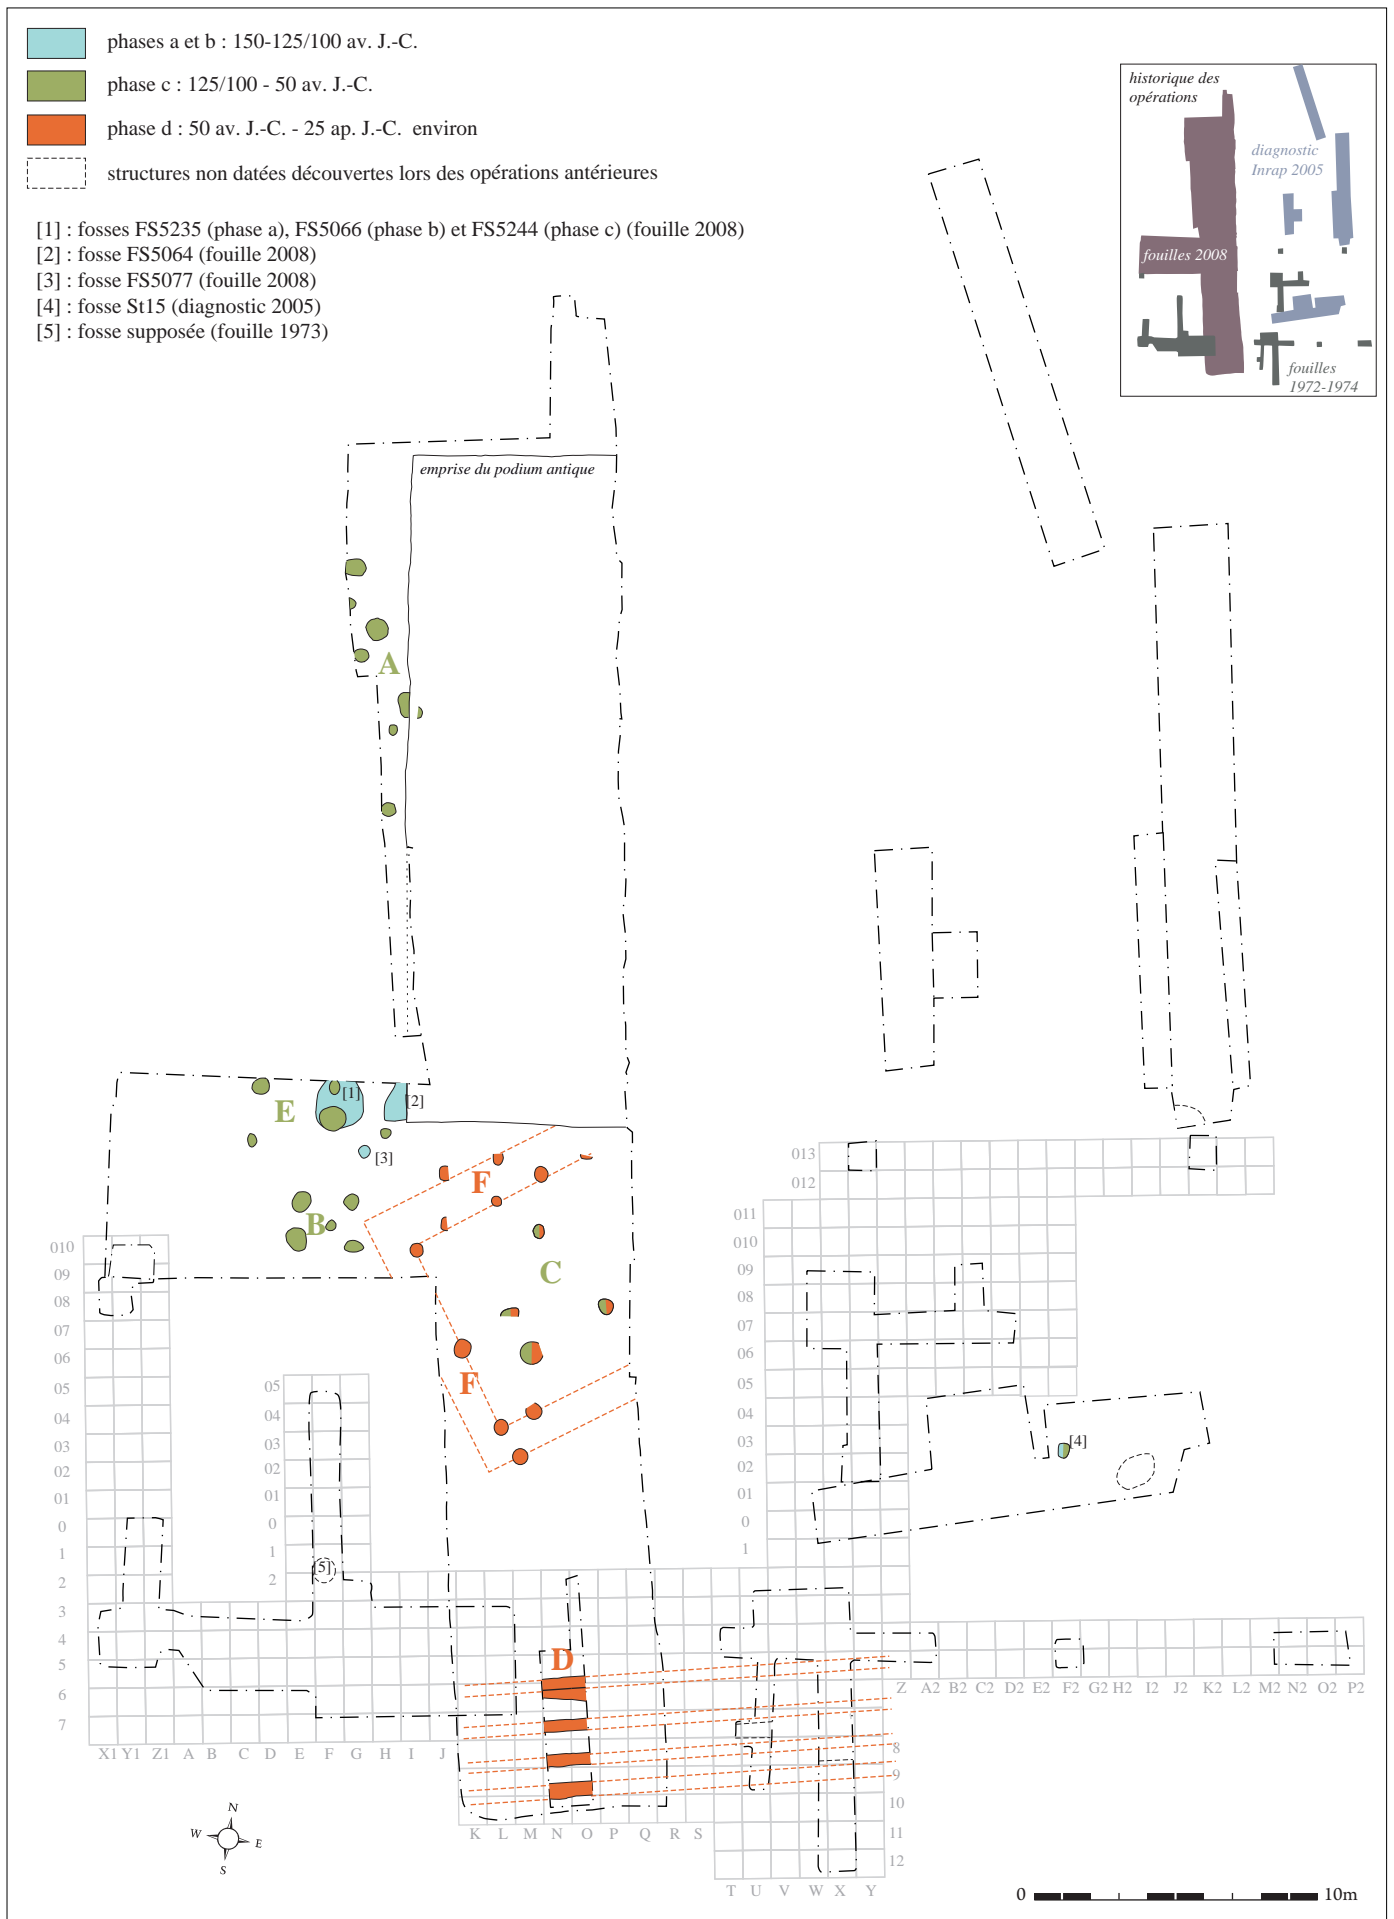 phases a et b : 150-125/100 av. J.-C.
phase c : 125/100 - 50 av. J.-C.
phase d : 50 av. J.-C. - 25 ap. J.-C. environ
structures non datées découvertes lors des opérations antérieures
[1] : fosses FS5235 (phase a), FS5066 (phase b) et FS5244 (phase c) (fouille 2008)
[2] : fosse FS5064 (fouille 2008)
[3] : fosse FS5077 (fouille 2008)
[4] : fosse St15 (diagnostic 2005)
[5] : fosse supposée (fouille 1973)
historique des
opérations
diagnostic
Inrap 2005
fouilles 2008
fouilles
1972-1974
emprise du podium antique
A
[1]
[2]
E
[3]
F
B
C
F
[4]
[5]
D
013
012
011
010
09
08
07
06
05
04
03
02
01
0
1
010
09
08
07
06
05
04
03
02
01
0
1
2
3
4
5
6
7
05
04
03
02
01
0
1
2
X1 Y1 Z1 A B C D E F G H I J
Z A2 B2 C2 D2 E2 F2 G2 H2 I2 J2 K2 L2 M2 N2 O2 P2
8
9
10
11
12
K L M N O P Q R S
T U V W X Y
N
W E
S
0 10m